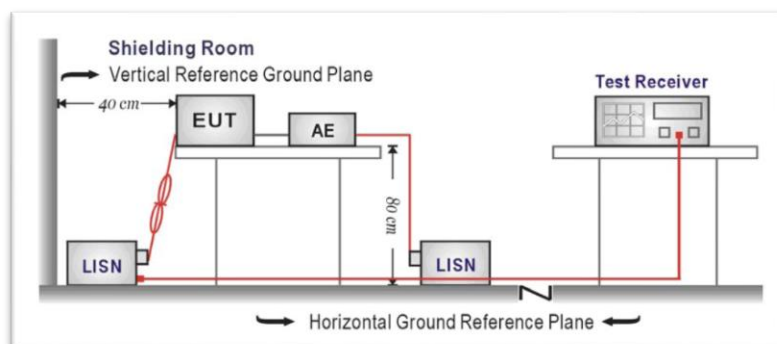 Shielding Room
Vertical Reference Ground Plane
40 cm
EUT
AE
Test Receiver
80 cm
LISN
LISN
Horizontal Ground Reference Plane